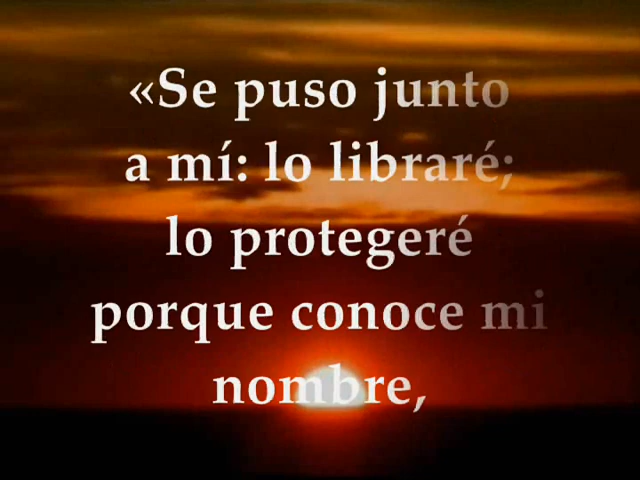 «Se puso junto
a mí: lo libraré;
lo protegeré
porque conoce mi
nombre,